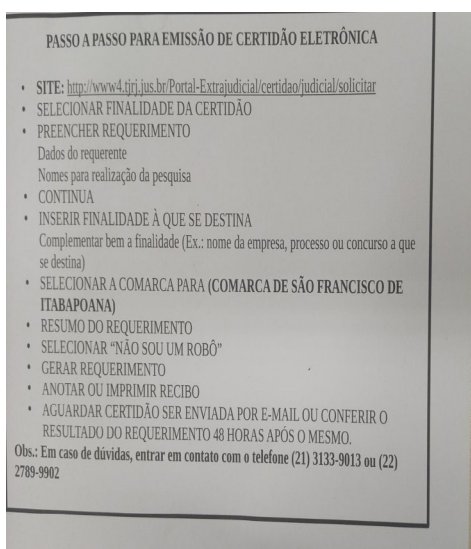 PASSO A PASSO PARA EMISSÃO DE CERTIDÃO ELETRÔNICA
• SITE: http://www4.tjrj.jus.br/Portal-Extrajudicial/certidao/judicial/solicitar
• SELECIONAR FINALIDADE DA CERTIDÃO
• PREENCHER REQUERIMENTO
Dados do requerente
Nomes para realização da pesquisa
• CONTINUA
• INSERIR FINALIDADE À QUE SE DESTINA
Complementar bem a finalidade (Ex.: nome da empresa, processo ou concurso a que
se destina)
• SELECIONAR A COMARCA PARA (COMARCA DE SÃO FRANCISCO DE
ITABAPOANA)
• RESUMO DO REQUERIMENTO
• SELECIONAR “NÃO SOU UM ROBÔ”
• GERAR REQUERIMENTO
• ANOTAR OU IMPRIMIR RECIBO
• AGUARDAR CERTIDÃO SER ENVIADA POR E-MAIL OU CONFERIR O
RESULTADO DO REQUERIMENTO 48 HORAS APÓS O MESMO.
Obs.: Em caso de dúvidas, entrar em contato com o telefone (21) 3133-9013 ou (22)
2789-9902